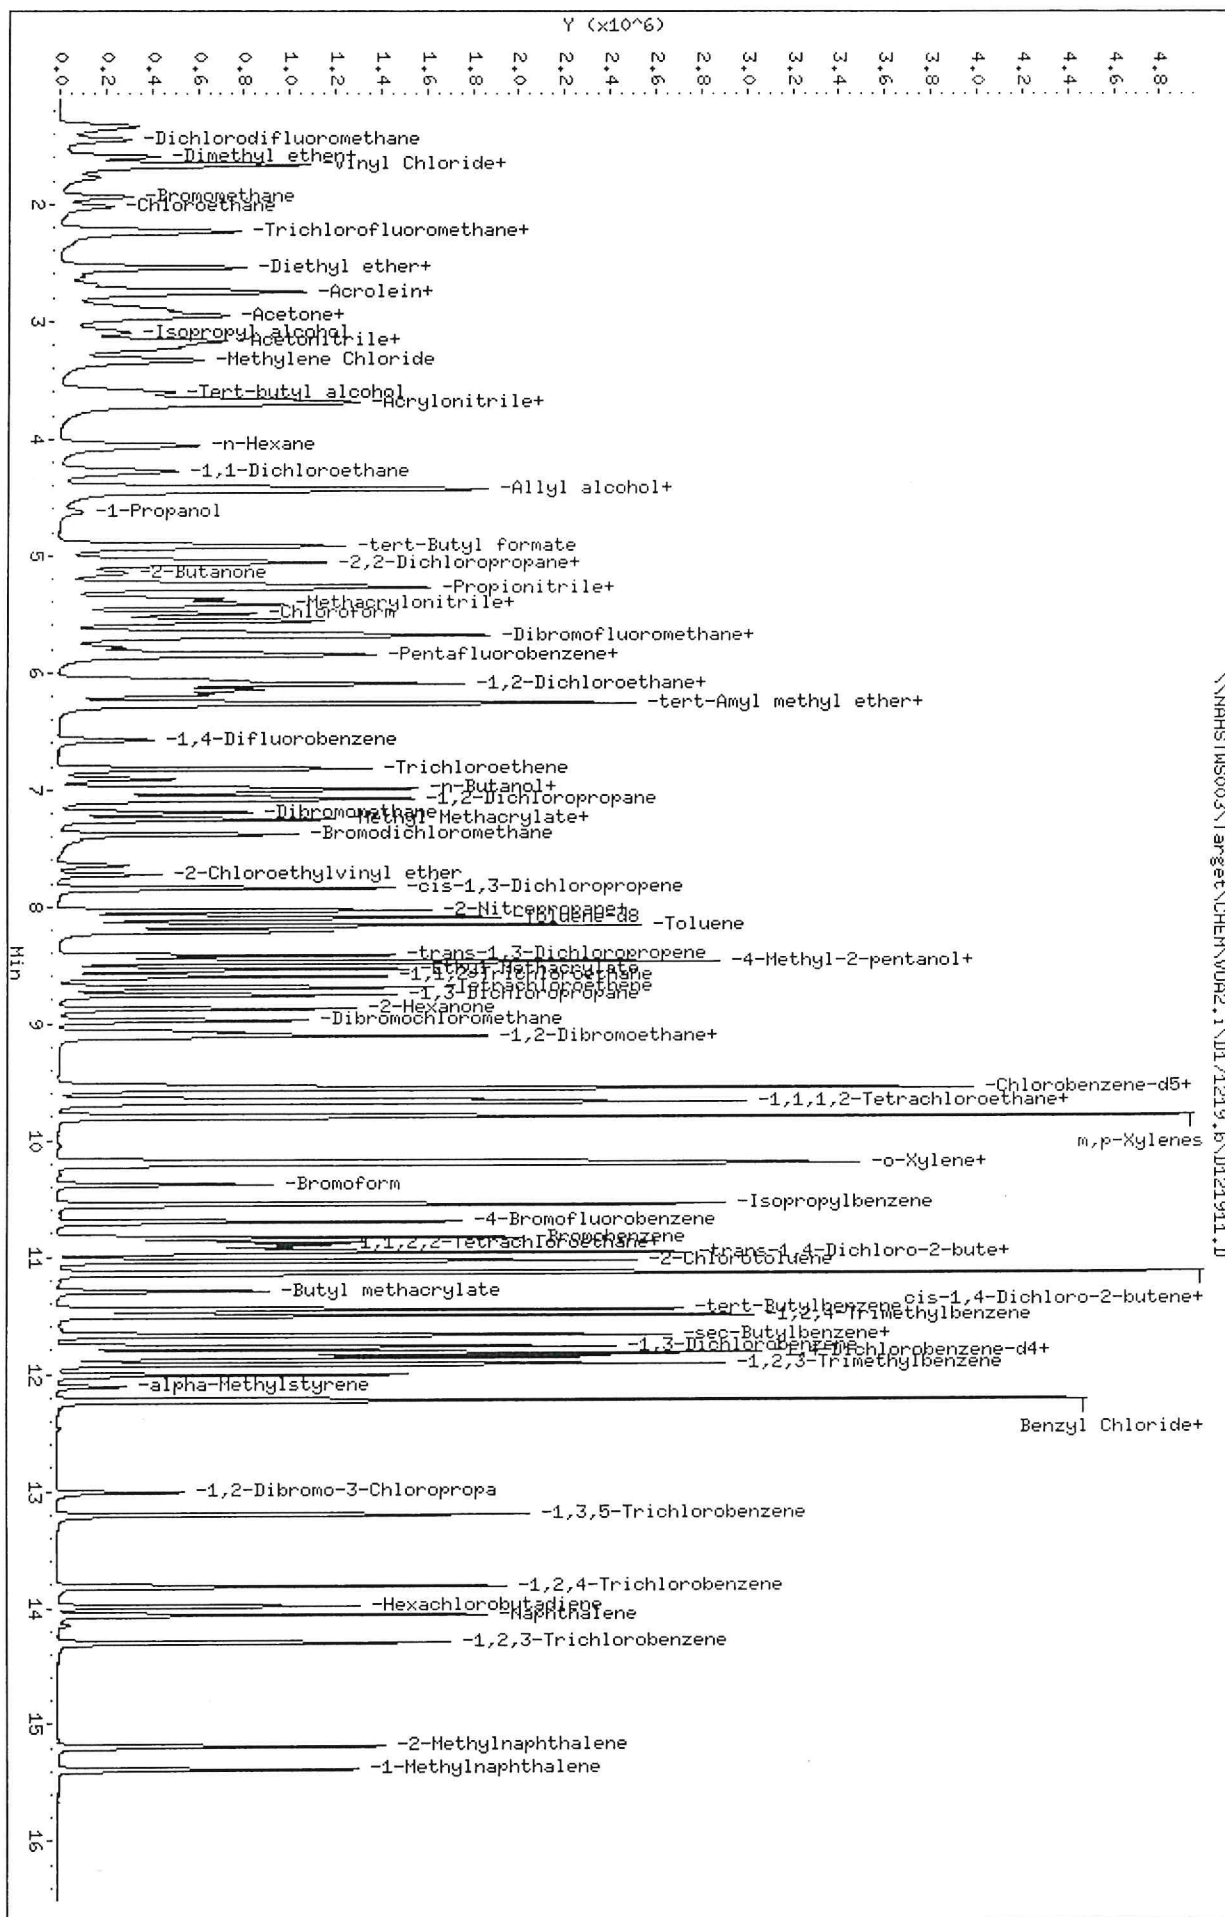 Y (x10^6)
0.0
0.2
0.4
0.6
0.8
1.0
1.2
1.4
1.6
1.8
2.0
2.2
2.4
2.6
2.8
3.0
3.2
3.4
3.6
3.8
4.0
4.2
4.4
4.6
4.8
-Dichlorodifluoromethane
-Dimethyl ether+
-Vinyl Chloride+
-Bromomethane
-Chloroethane
2
-Trichlorofluoromethane+
-Diethyl ether+
-Acrolein+
-Acetone+
3
-Isopropyl alcohol
-Acetonitrile+
-Methylene Chloride
-Tert-butyl alcohol
-Acrylonitrile+
4
-n-Hexane
-1,1-Dichloroethane
-Allyl alcohol+
-1-Propanol
-tert-Butyl formate
5
-2,2-Dichloropropane+
-2-Butanone
-Propionitrile+
-Methacrylonitrile+
-Chloroform
-Dibromofluoromethane+
-Pentafluorobenzene+
6
-1,2-Dichloroethane+
-tert-Amyl methyl ether+
-1,4-Difluorobenzene
-Trichloroethene
-n-Butanol+
7
-1,2-Dichloropropane
-Dibromomethane
-Methyl Methacrylate+
-Bromodichloromethane
-2-Chloroethylvinyl ether
-cis-1,3-Dichloropropene
8
-2-Nitropropane+
-Toluene-d8
-Toluene
-trans-1,3-Dichloropropene
-4-Methyl-2-pentanol+
-Ethyl Methacrylate
-1,1,2-Trichloroethane
-Tetrachloroethene
-1,3-Dichloropropane
-2-Hexanone
-Dibromochloromethane
9
-1,2-Dibromoethane+
-Chlorobenzene-d5+
-1,1,1,2-Tetrachloroethane+
m,p-Xylenes
10
-o-Xylene+
-Bromoform
-Isopropylbenzene
-4-Bromofluorobenzene
-Bromobenzene
-1,1,2,2-Tetrachloroethane+
-trans-1,4-Dichloro-2-bute+
-2-Chlorotoluene
11
-Butyl methacrylate
cis-1,4-Dichloro-2-butene+
-tert-Butylbenzene
-1,2,4-Trimethylbenzene
-sec-Butylbenzene+
-1,3-Dichlorobenzene
-1,4-Dichlorobenzene-d4+
-1,2,3-Trimethylbenzene
12
-alpha-Methylstyrene
Benzyl Chloride+
13
-1,2-Dibromo-3-Chloropropa
-1,3,5-Trichlorobenzene
-1,2,4-Trichlorobenzene
-Hexachlorobutadiene
14
-Naphthalene
-1,2,3-Trichlorobenzene
15
-2-Methylnaphthalene
-1-Methylnaphthalene
16
Min